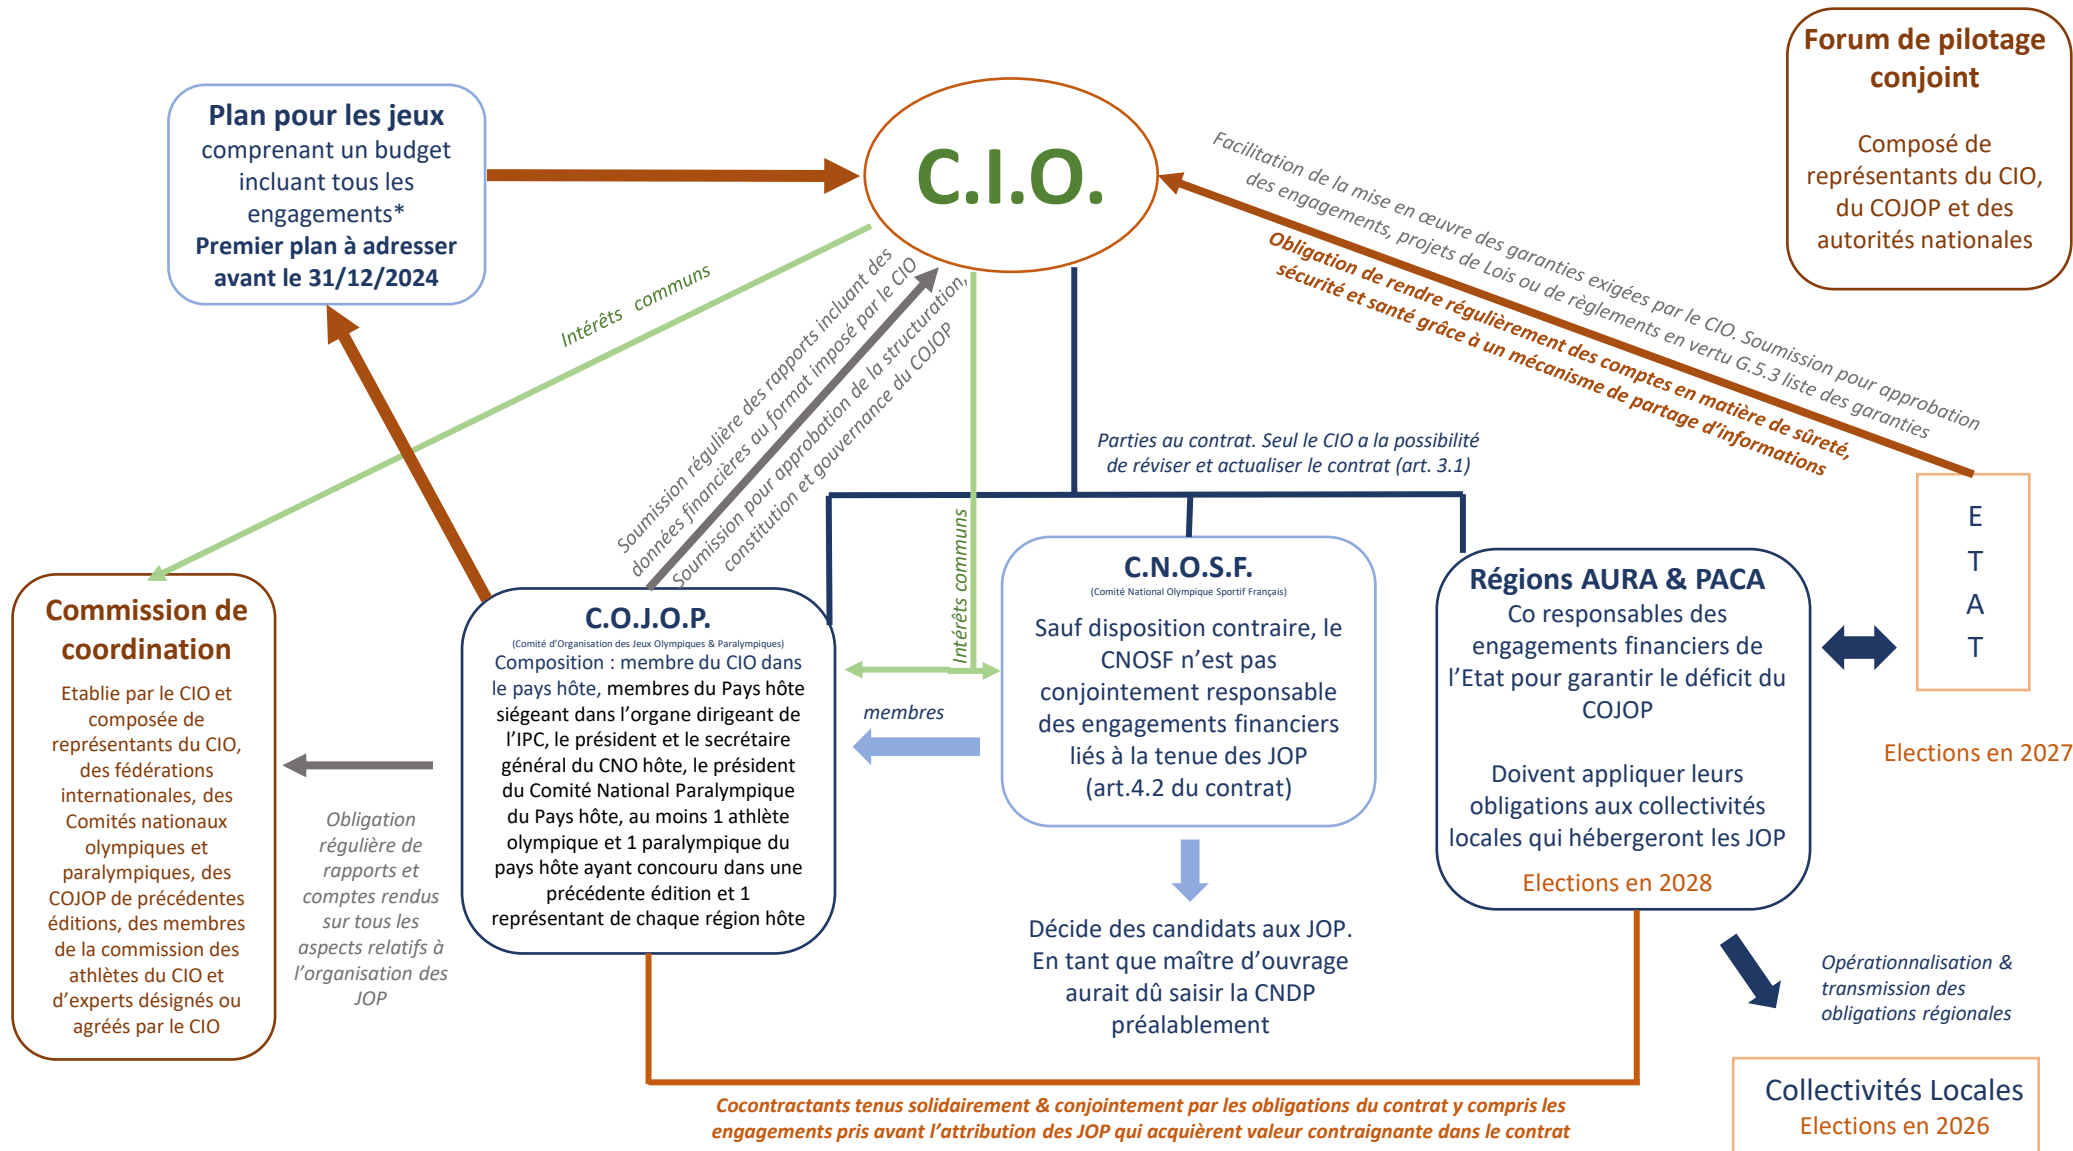 Forum de pilotage
conjoint
Composé de
représentants du CIO,
du COJOP et des
autorités nationales
Plan pour les jeux
comprenant un budget
incluant tous les
engagements*
Premier plan à adresser
avant le 31/12/2024
C.I.O.
Facilitation de la mise en œuvre des garanties exigées par le CIO. Soumission pour approbation
des engagements, projets de Lois ou de règlements en vertu G.5.3 liste des garanties
Obligation de rendre régulièrement des comptes en matière de sûreté,
sécurité et santé grâce à un mécanisme de partage d’informations
Intérêts communs
Soumission régulière des rapports incluant des
données financières au format imposé par le CIO
Soumission pour approbation de la structuration,
constitution et gouvernance du COJOP
Parties au contrat. Seul le CIO a la possibilité
de réviser et actualiser le contrat (art. 3.1)
Intérêts communs
E
T
A
T
Elections en 2027
Commission de
coordination
Etablie par le CIO et
composée de
représentants du CIO,
des fédérations
internationales, des
Comités nationaux
olympiques et
paralympiques, des
COJOP de précédentes
éditions, des membres
de la commission des
athlètes du CIO et
d’experts désignés ou
agréés par le CIO
Obligation
régulière de
rapports et
comptes rendus
sur tous les
aspects relatifs à
l’organisation des
JOP
C.O.J.O.P.
(Comité d’Organisation des Jeux Olympiques & Paralympiques)
Composition : membre du CIO dans
le pays hôte, membres du Pays hôte
siégeant dans l’organe dirigeant de
l’IPC, le président et le secrétaire
général du CNO hôte, le président
du Comité National Paralympique
du Pays hôte, au moins 1 athlète
olympique et 1 paralympique du
pays hôte ayant concouru dans une
précédente édition et 1
représentant de chaque région hôte
membres
C.N.O.S.F.
(Comité National Olympique Sportif Français)
Sauf disposition contraire, le
CNOSF n’est pas
conjointement responsable
des engagements financiers
liés à la tenue des JOP
(art.4.2 du contrat)
Décide des candidats aux JOP.
En tant que maître d’ouvrage
aurait dû saisir la CNDP
préalablement
Régions AURA & PACA
Co responsables des
engagements financiers de
l’Etat pour garantir le déficit du
COJOP
Doivent appliquer leurs
obligations aux collectivités
locales qui hébergeront les JOP
Elections en 2028
Opérationnalisation &
transmission des
obligations régionales
Collectivités Locales
Elections en 2026
Cocontractants tenus solidairement & conjointement par les obligations du contrat y compris les
engagements pris avant l’attribution des JOP qui acquièrent valeur contraignante dans le contrat